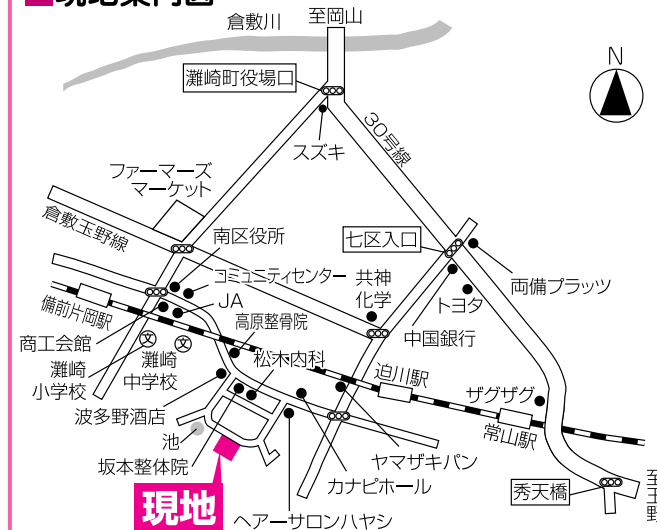 現地案内図
倉敷川
至岡山
灘崎町役場口
N
30号線
スズキ
ファーマーズ
マーケット
倉敷玉野線
南区役所
七区入口
コミュニティセンター
共神
化学
両備プラッツ
トヨタ
JA
備前片岡駅
高原整骨院
中国銀行
商工会館
文
文
灘崎
小学校
灘崎
中学校
松木内科
迫川駅
ザグザグ
波多野酒店
常山駅
池
坂本整体院
ヤマザキパン
カナピホール
秀天橋
至玉野
現地
ヘアーサロンハヤシ